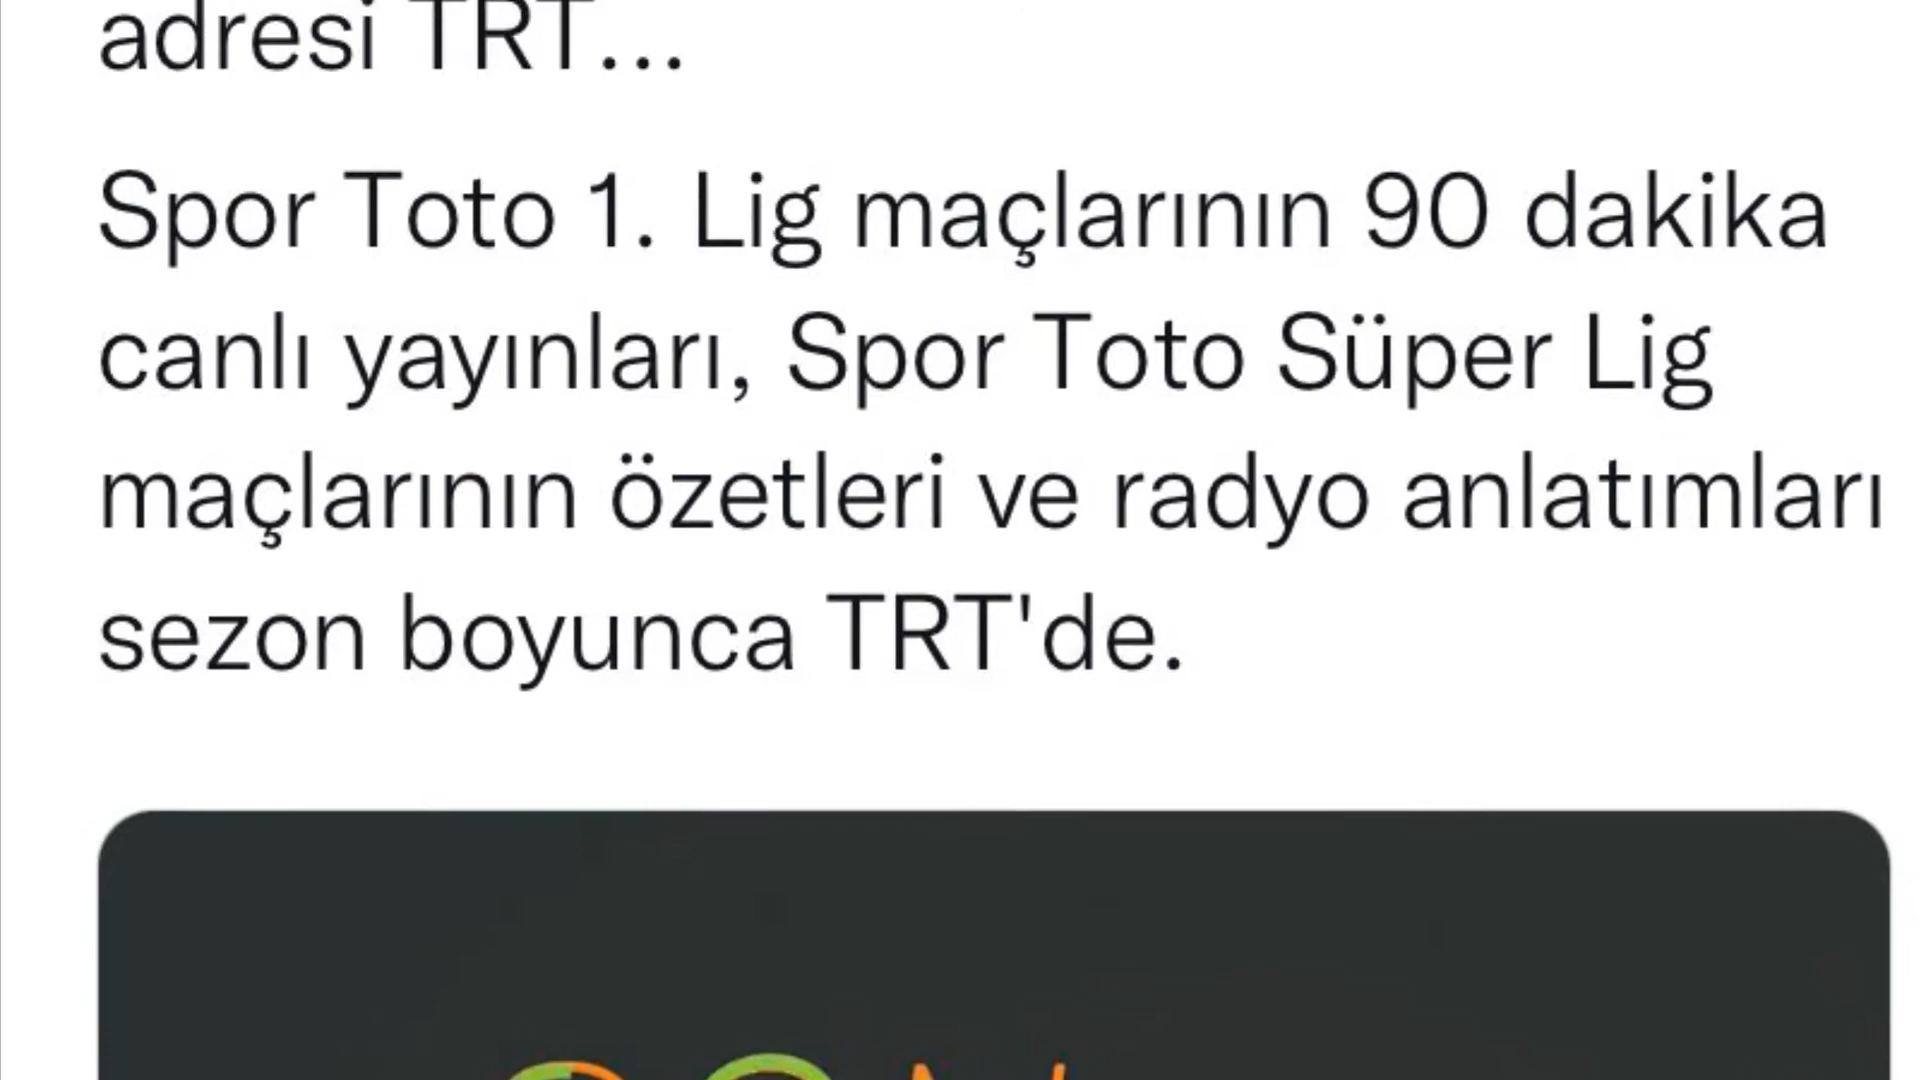 adresi TRT...
Spor Toto 1. Lig maçlarının 90 dakika
canlı yayınları, Spor Toto Süper Lig
maçlarının özetleri ve radyo anlatımları
sezon boyunca TRT'de.